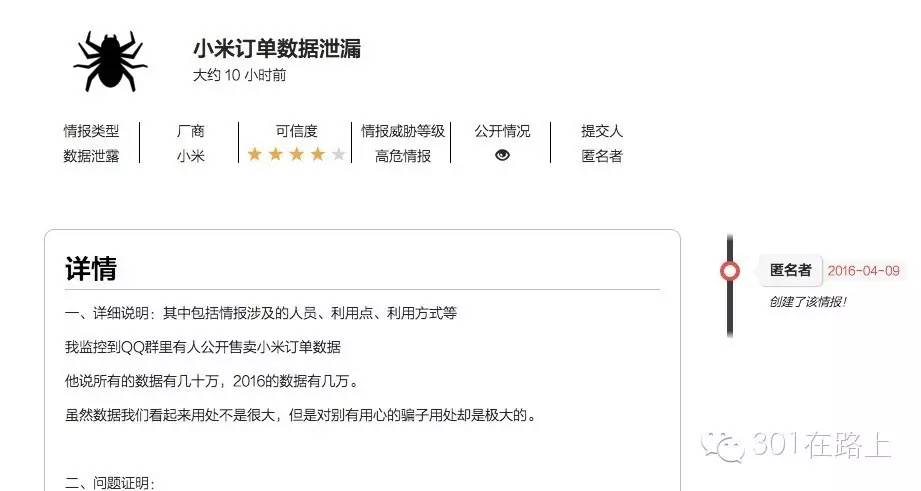 小米订单数据泄漏
大约 10 小时前
情报类型 厂商 可信度 情报威胁等级 公开情况 提交人
数据泄露 小米 高危情报 匿名者
详情
一、详细说明：其中包括情报涉及的人员、利用点、利用方式等
我监控到QQ群里有人公开售卖小米订单数据
他说所有的数据有几十万，2016的数据有几万。
虽然数据我们看起来用处不是很大，但是对别有用心的骗子用处却是极大的。
二、问题证明：
匿名者 2016-04-09
创建了该情报！
301在路上